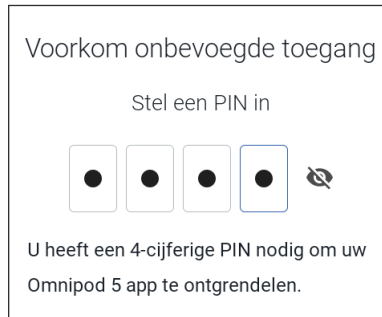 Voorkom onbevoegde toegang
Stel een PIN in
U heeft een 4-cijferige PIN nodig om uw
Omnipod 5 app te ontgrendelen.